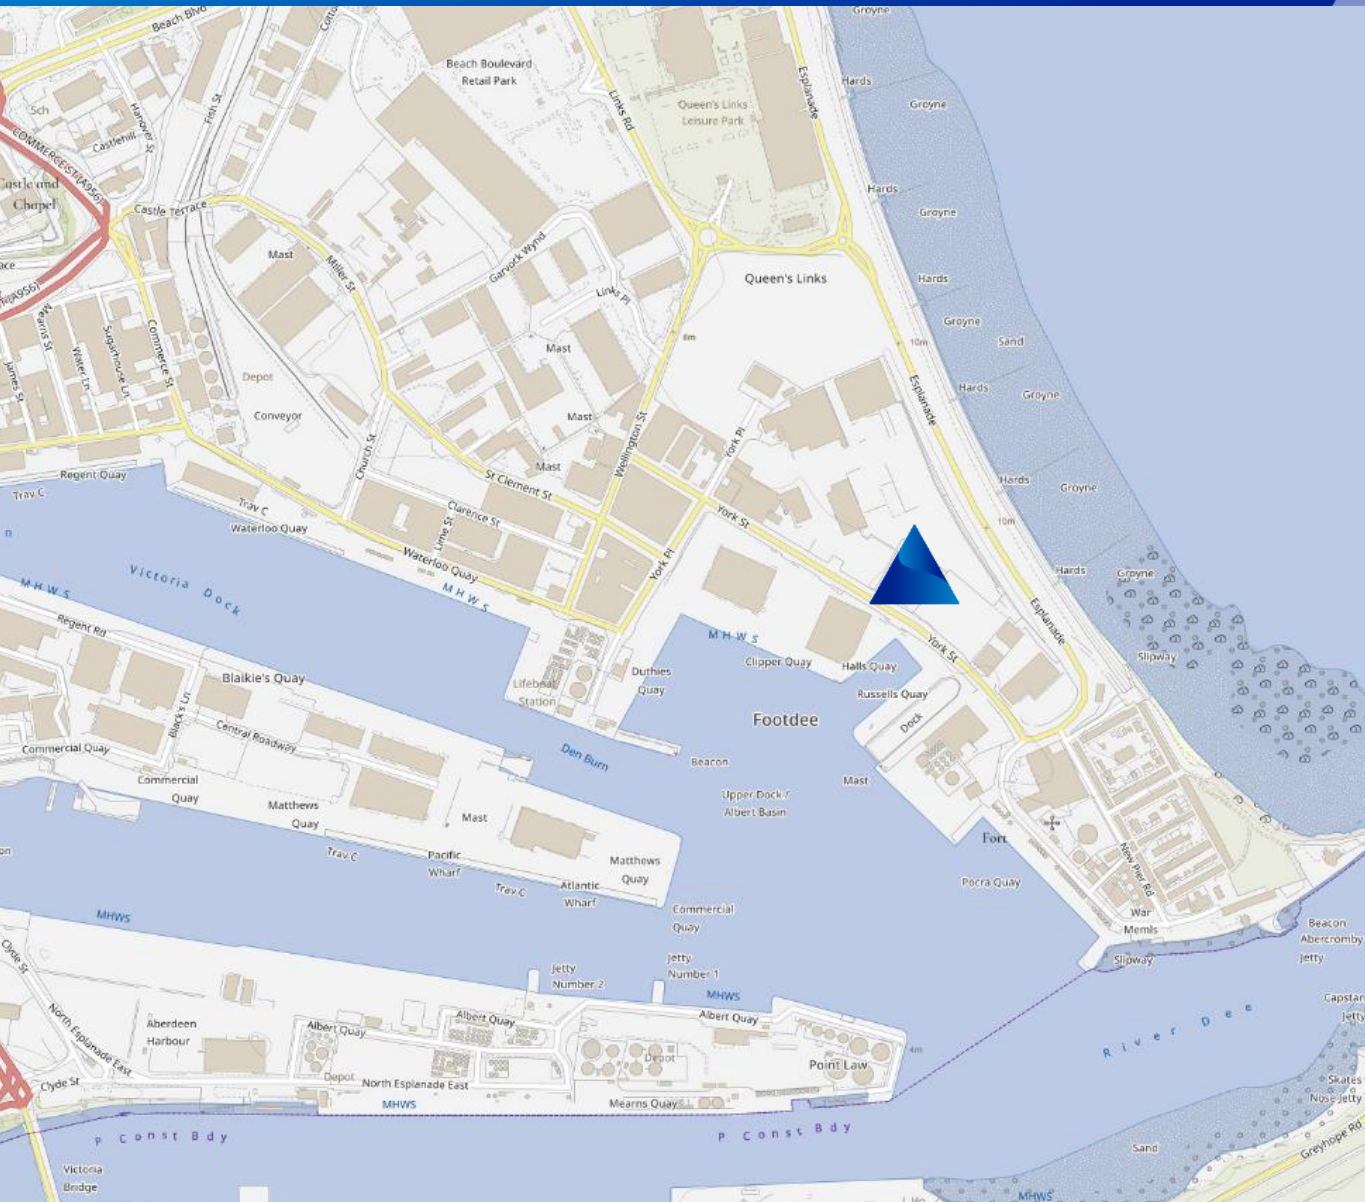 Groyne
Beach Blvd
Beach Boulevard
Retail Park
Esplanade
Hards
Sch
Fish St
Links Rd
Queen's Links
Leisure Park
Groyne
Hanover St
Castlehill
COMMERCE ST (A956)
Castle and
Chapel
Castle Terrace
Hards
Groyne
Mast
Miller St
Garvock Wynd
Queen's Links
Hards
Links Pl
Groyne
Sand
8m
10m
Mearns St
Water Ln
Sugarhouse Ln
Commerce St
James St
Mast
Depot
Conveyor
Mast
Esplanade
Hards
Groyne
Church St
Wellington St
York Pl
Mast
St Clement St
Regent Quay
Trav C
Trav C
Waterloo Quay
Clarence St
Lime St
York St
Hards
Groyne
10m
Waterloo Quay
York Pl
Victoria Dock
MHWS
MHWS
Hards
Groyne
Esplanade
Regent Rd
MHWS
York St
Slipway
Blaikie's Quay
Duthies
Quay
Clipper Quay
Halls Quay
Lifeboat
Station
Russells Quay
Black's Ln
Footdee
Dock
Central Roadway
Commercial Quay
Den Burn
Beacon
Commercial
Quay
Mast
Matthews
Quay
Upper Dock /
Albert Basin
Mast
Fort
Trav C
Pacific
Wharf
Matthews
Quay
New Pier Rd
Trav C
Atlantic
Wharf
Pocra Quay
MHWS
Commercial
Quay
War
Memls
Beacon
Abercromby
Jetty
Clyde St
Jetty
Number 2
Jetty
Number 1
Slipway
MHWS
Capstan
Jetty
North Esplanade East
Aberdeen
Harbour
Albert Quay
Albert Quay
Albert Quay
River Dee
4m
Depot
Point Law
Depot
Clyde St
North Esplanade East
MHWS
Mearns Quay
Skates
Nose Jetty
P Const Bdy
P Const Bdy
Greyhope Rd
Sand
Victoria
Bridge
MHWS